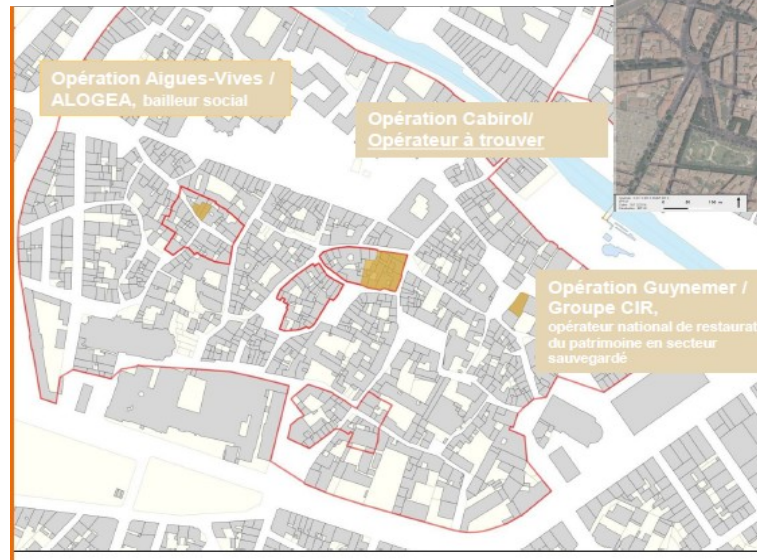 Opération Aigues-Vives /
ALOGEA, bailleur social
Opération Cabirol/
Opérateur à trouver
Opération Guynemer /
Groupe CIR,
opérateur national de restaurat
du patrimoine en secteur
sauvegardé